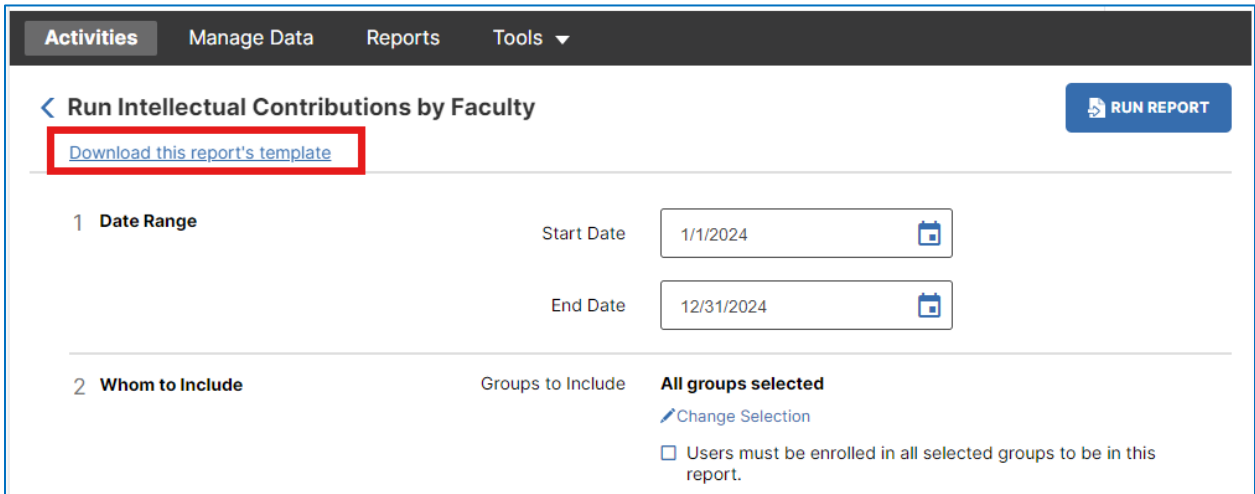 Activities Manage Data Reports Tools
Run Intellectual Contributions by Faculty
RUN REPORT
Download this report's template
1 Date Range
Start Date 1/1/2024
End Date 12/31/2024
2 Whom to Include
Groups to Include All groups selected
Change Selection
Users must be enrolled in all selected groups to be in this
report.